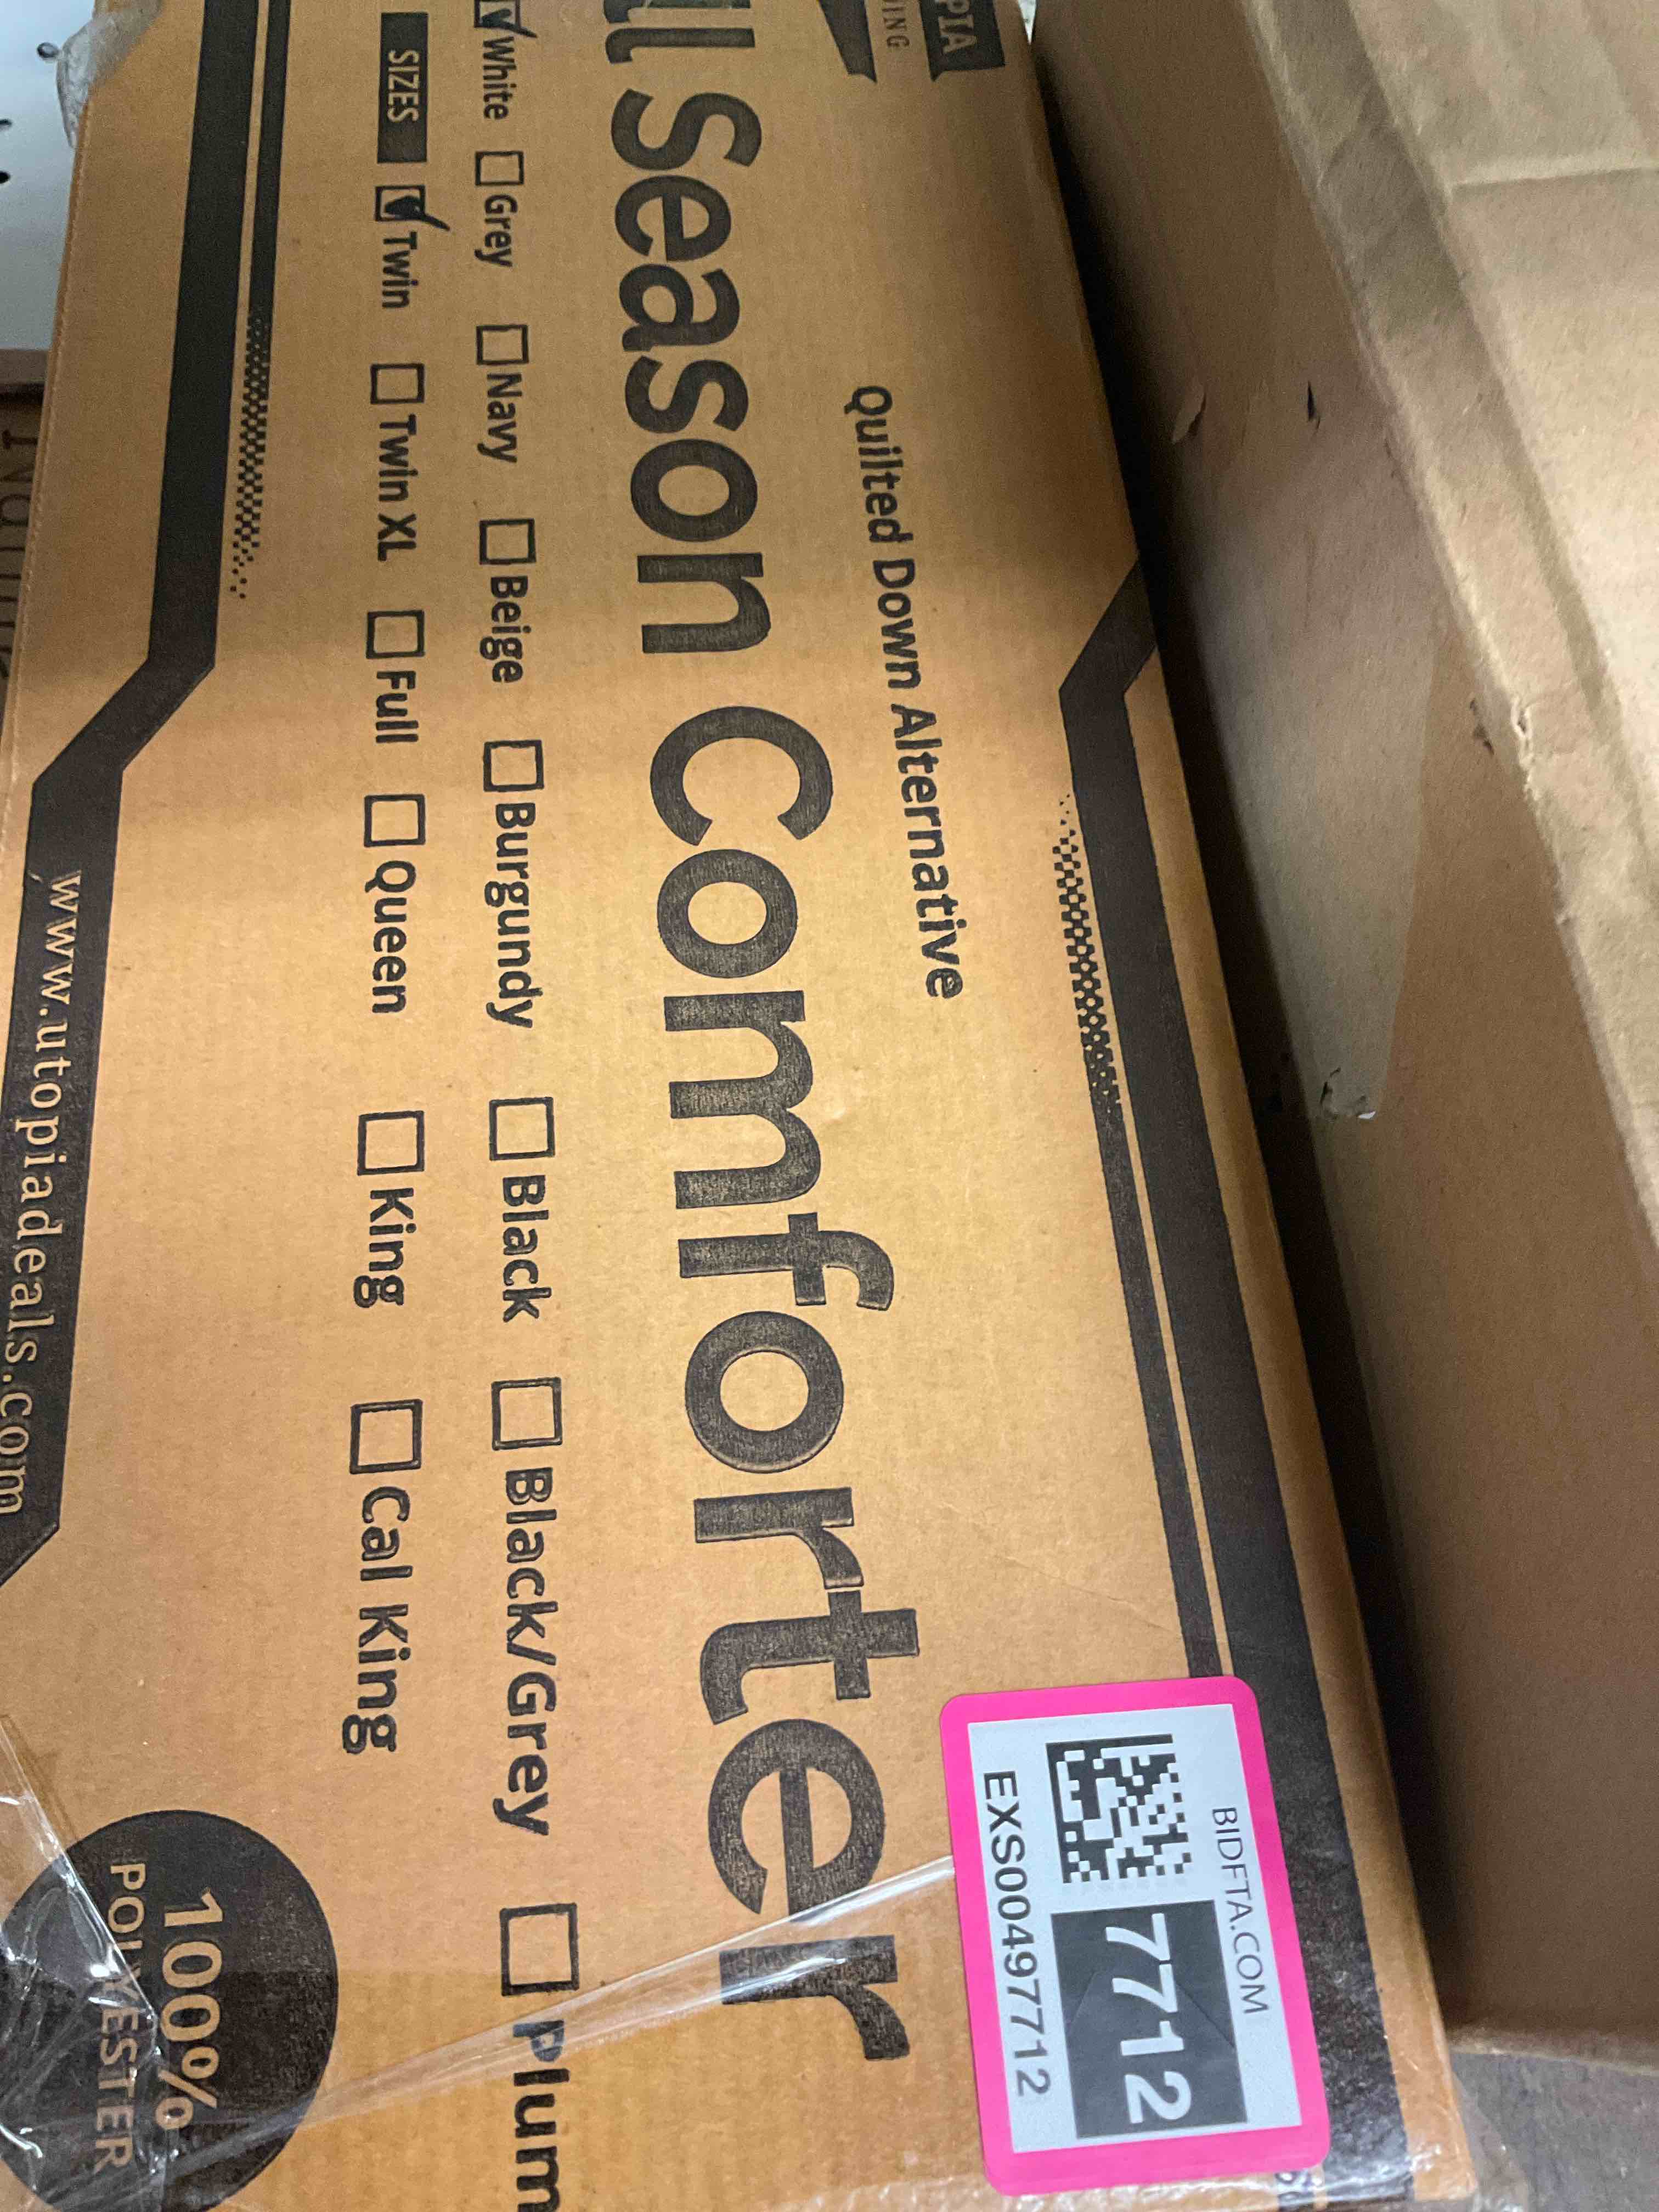 PIA
DING
Quilted Down Alternative
ll Season Comforter
☑ White ☐ Grey ☐ Navy ☐ Beige ☐ Burgundy ☐ Black ☐ Black/Grey ☐ Plum
SIZES ☑ Twin ☐ Twin XL ☐ Full ☐ Queen ☐ King ☐ Cal King
www.utopiadeals.com
100%
POLYESTER
BIDFTA.COM
7712
EXS00497712